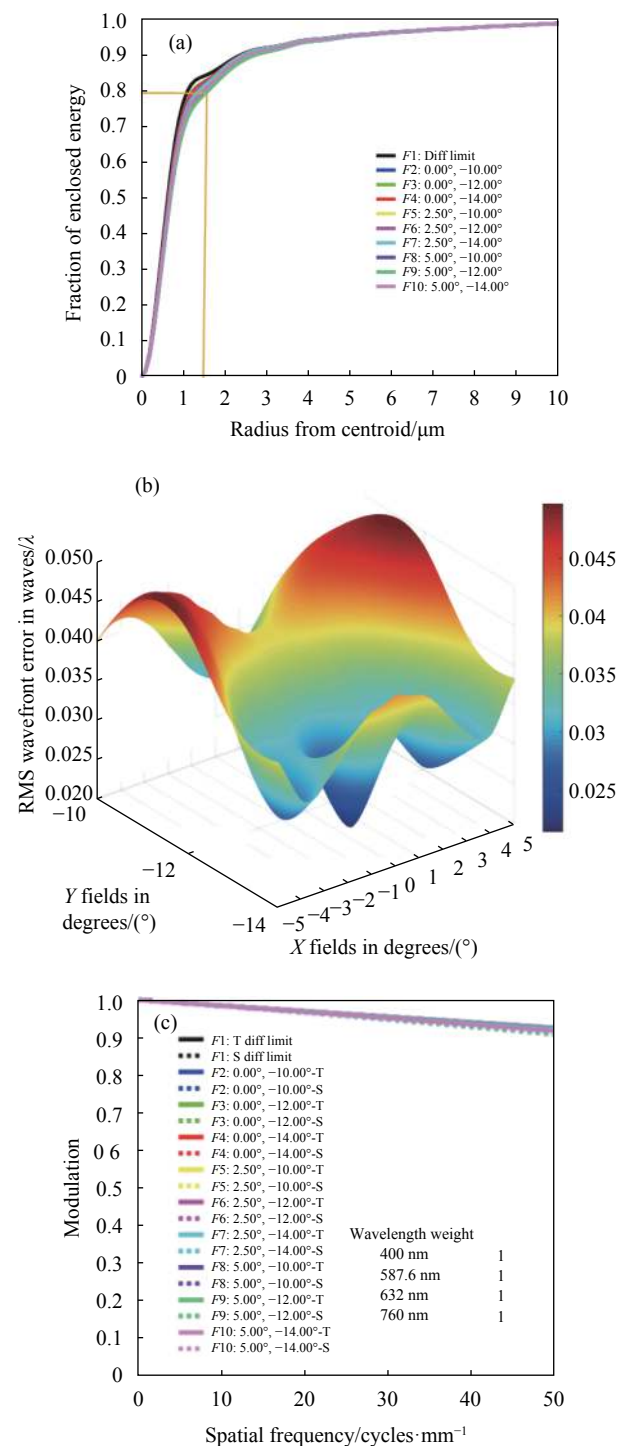 (a)
1.0
0.9
0.8
0.7
0.6
0.5
0.4
0.3
0.2
0.1
0
Fraction of enclosed energy
F1: Diff limit
F2: 0.00°, −10.00°
F3: 0.00°, −12.00°
F4: 0.00°, −14.00°
F5: 2.50°, −10.00°
F6: 2.50°, −12.00°
F7: 2.50°, −14.00°
F8: 5.00°, −10.00°
F9: 5.00°, −12.00°
F10: 5.00°, −14.00°
0 1 2 3 4 5 6 7 8 9 10
Radius from centroid/μm
(b)
RMS wavefront error in waves/λ
0.050
0.045
0.040
0.035
0.030
0.025
0.020
−10
−12
−14
Y fields in
degrees/(°)
−5 −4 −3 −2 −1 0 1 2 3 4 5
X fields in degrees/(°)
0.045
0.04
0.03
0.025
(c)
1.0
0.9
0.8
0.7
0 6
0.5
0.4
0.3
0.2
0.1
0
Modulation
F1: T diff limit
F1: S diff limit
F2: 0.00°, −10.00°-T
F2: 0.00°, −10.00°-S
F3: 0.00°, −12.00°-T
F3: 0.00°, −12.00°-S
F4: 0.00°, −14.00°-T
F4: 0.00°, −14.00°-S
F5: 2.50°, −10.00°-T
F5: 2.50°, −10.00°-S
F6: 2.50°, −12.00°-T
F6: 2.50°, −12.00°-S
F7: 2.50°, −14.00°-T
F7: 2.50°, −14.00°-S
F8: 5.00°, −10.00°-T
F8: 5.00°, −10.00°-S
F9: 5.00°, −12.00°-T
F9: 5.00°, −12.00°-S
F10: 5.00°, −14.00°-T
F10: 5.00°, −14.00°-S
Wavelength weight
400 nm 1
587.6 nm 1
632 nm 1
760 nm 1
0 10 20 30 40 50
Spatial frequency/cycles·mm⁻¹